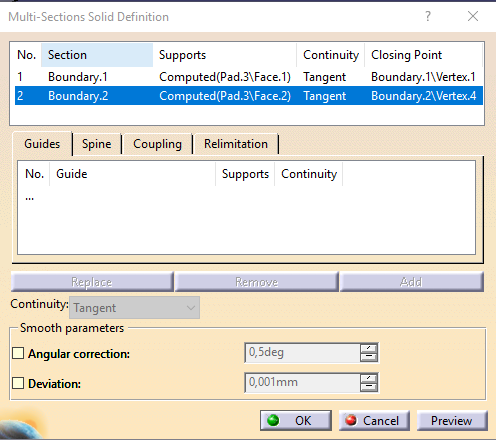 Multi-Sections Solid Definition ? ×
No. Section Supports Continuity Closing Point
1 Boundary.1 Computed(Pad.3\Face.1) Tangent Boundary.1\Vertex.1
2 Boundary.2 Computed(Pad.3\Face.2) Tangent Boundary.2\Vertex.4
Guides Spine Coupling Relimitation
No. Guide Supports Continuity
...
Replace Remove Add
Continuity: Tangent
Smooth parameters
Angular correction: 0,5deg
Deviation: 0,001mm
OK Cancel Preview